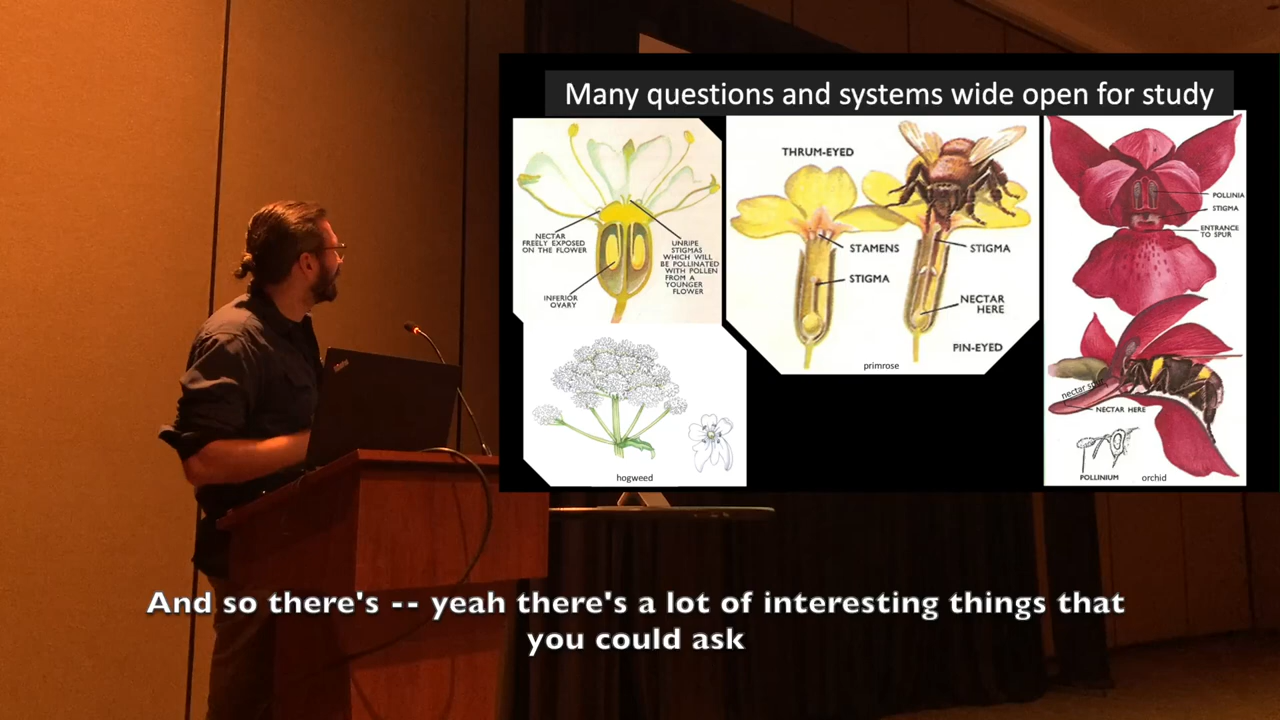 Many questions and systems wide open for study
NECTAR
FREELY EXPOSED
ON THE FLOWER
UNRIPE
STIGMAS
WHICH WILL
BE POLLINATED
WITH POLLEN
FROM A
YOUNGER
FLOWER
INFERIOR
OVARY
hogweed
THRUM-EYED
STAMENS
STIGMA
STIGMA
NECTAR
HERE
PIN-EYED
primrose
POLLINIA
STIGMA
ENTRANCE
TO SPUR
nectar
NECTAR HERE
POLLINIUM
orchid
And so there's -- yeah there's a lot of interesting things that
you could ask